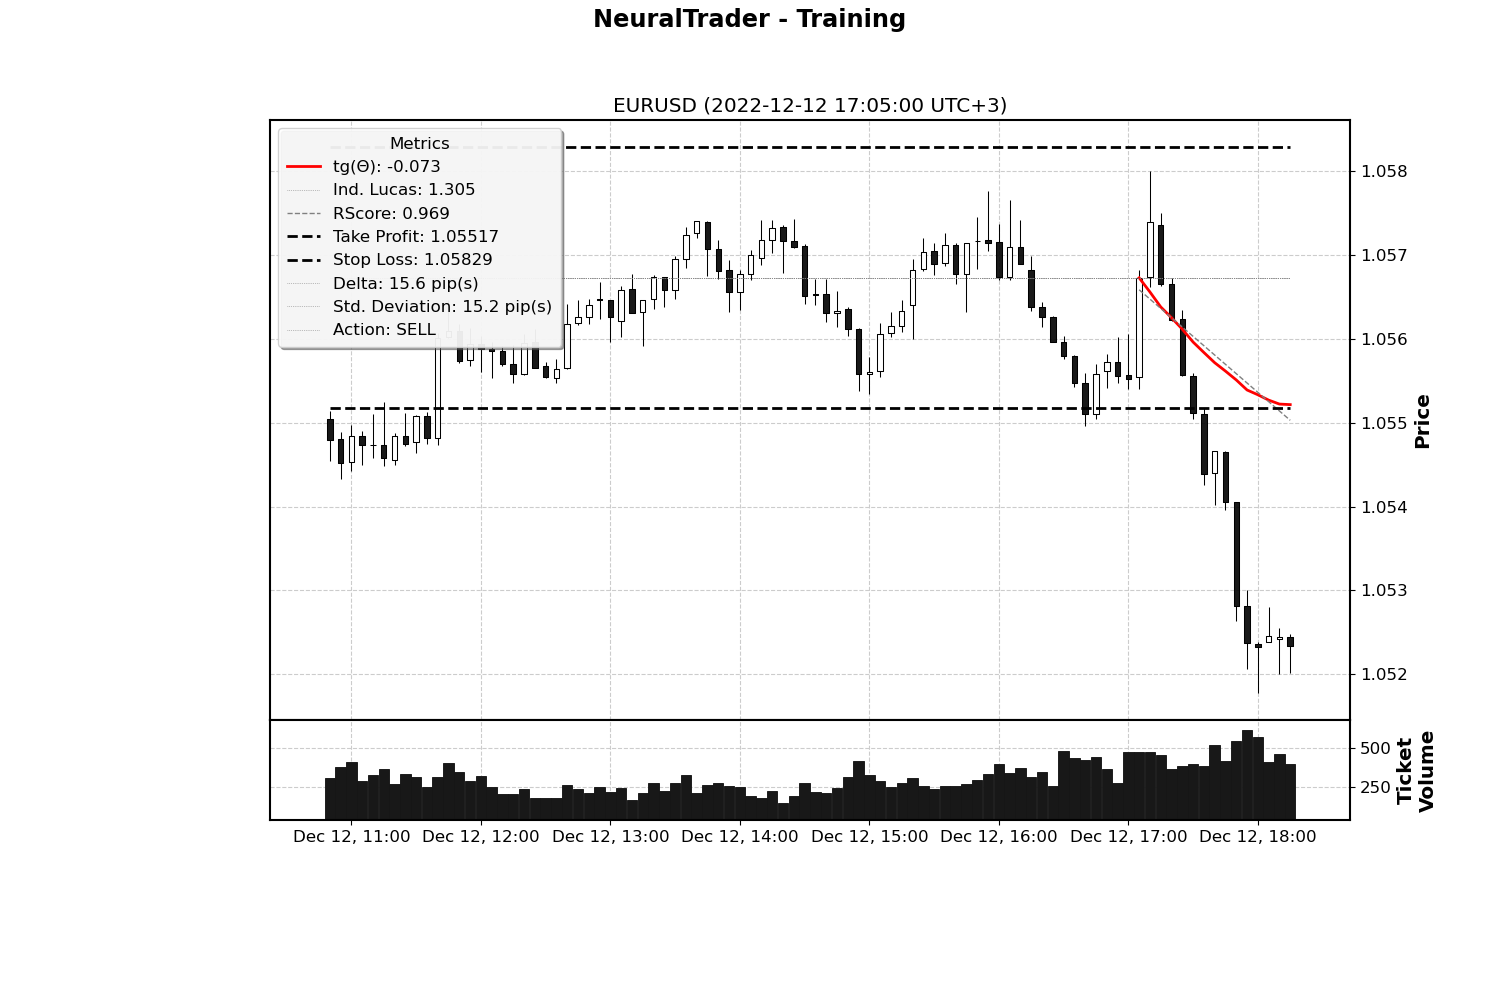 NeuralTrader - Training
EURUSD (2022-12-12 17:05:00 UTC+3)
Metrics
tg(Θ): -0.073
Ind. Lucas: 1.305
RScore: 0.969
Take Profit: 1.05517
Stop Loss: 1.05829
Delta: 15.6 pip(s)
Std. Deviation: 15.2 pip(s)
Action: SELL
1.058
1.057
1.056
1.055
1.054
1.053
1.052
Price
500
250
Ticket
Volume
Dec 12, 11:00
Dec 12, 12:00
Dec 12, 13:00
Dec 12, 14:00
Dec 12, 15:00
Dec 12, 16:00
Dec 12, 17:00
Dec 12, 18:00